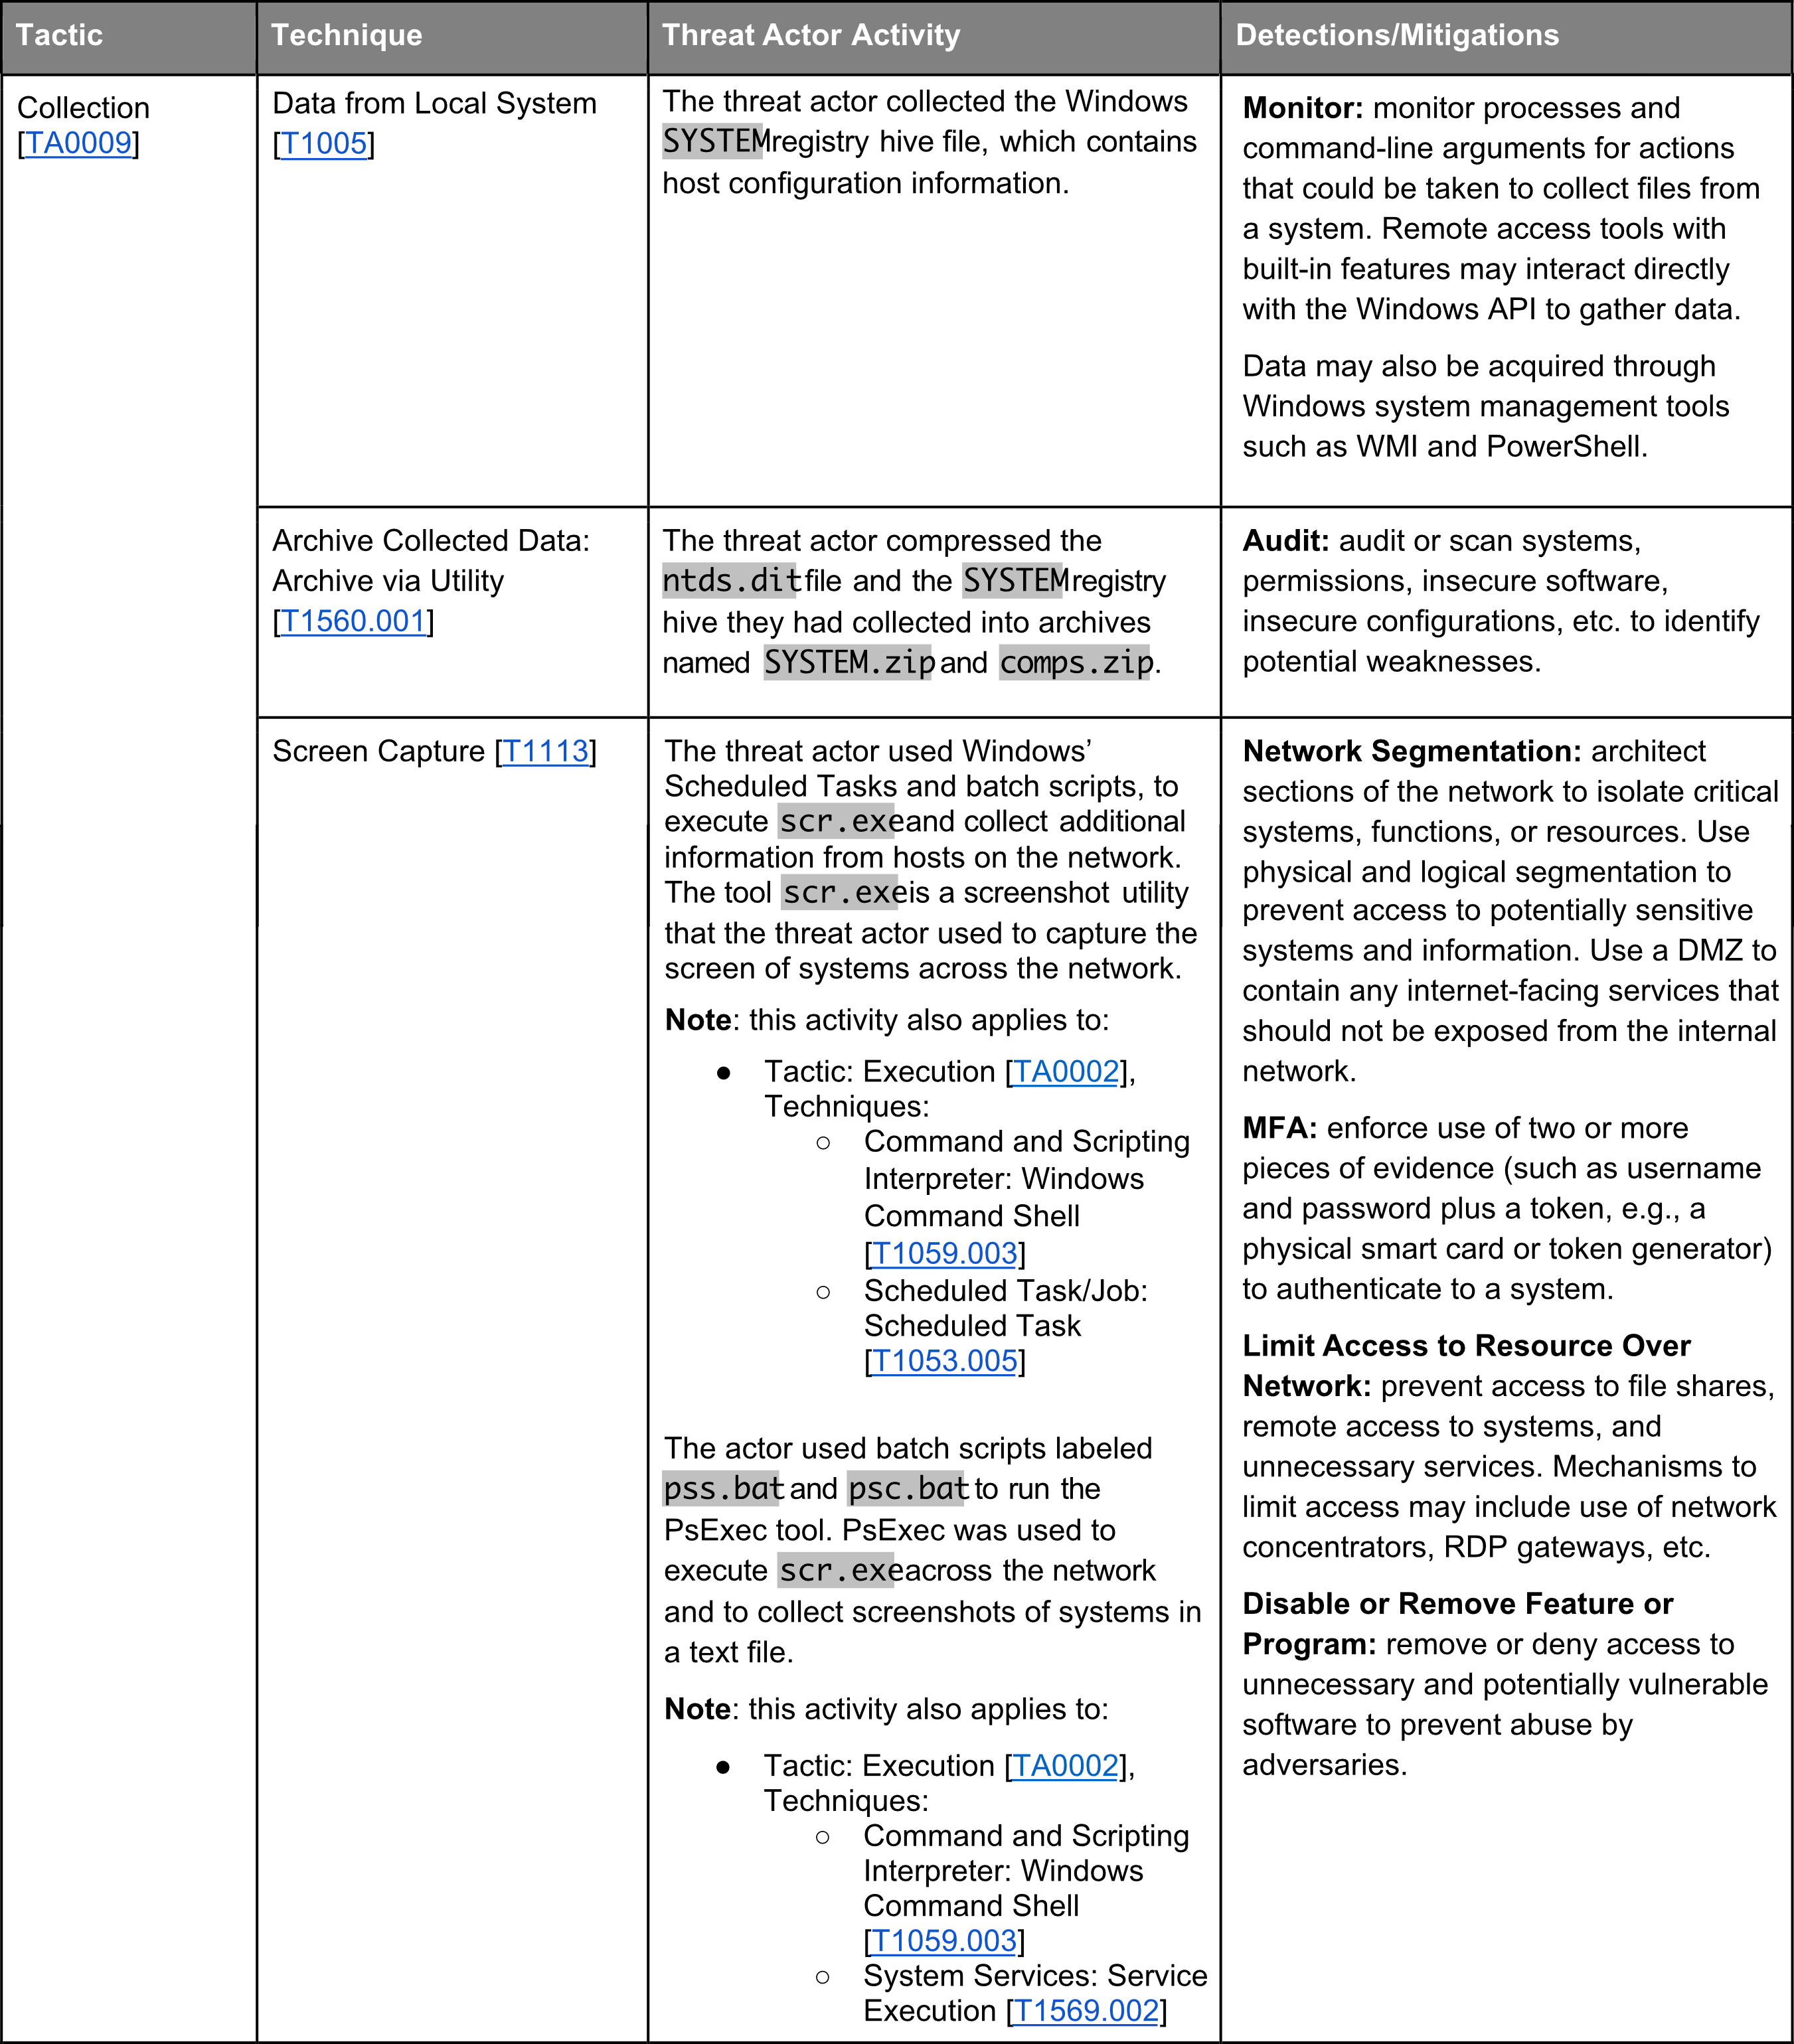 Tactic
Technique
Threat Actor Activity
Detections/Mitigations
Collection
[TA0009]
Data from Local System
[T1005]
The threat actor collected the Windows
SYSTEM registry hive file, which contains
host configuration information.
Monitor: monitor processes and
command-line arguments for actions
that could be taken to collect files from
a system. Remote access tools with
built-in features may interact directly
with the Windows API to gather data.
Data may also be acquired through
Windows system management tools
such as WMI and PowerShell.
Archive Collected Data:
Archive via Utility
[T1560.001]
The threat actor compressed the
ntds.dit file and the SYSTEM registry
hive they had collected into archives
named SYSTEM.zip and comps.zip.
Audit: audit or scan systems,
permissions, insecure software,
insecure configurations, etc. to identify
potential weaknesses.
Screen Capture [T1113]
The threat actor used Windows’
Scheduled Tasks and batch scripts, to
execute scr.exe and collect additional
information from hosts on the network.
The tool scr.exe is a screenshot utility
that the threat actor used to capture the
screen of systems across the network.
Note: this activity also applies to:
● Tactic: Execution [TA0002],
Techniques:
○ Command and Scripting
Interpreter: Windows
Command Shell
[T1059.003]
○ Scheduled Task/Job:
Scheduled Task
[T1053.005]
The actor used batch scripts labeled
pss.bat and psc.bat to run the
PsExec tool. PsExec was used to
execute scr.exe across the network
and to collect screenshots of systems in
a text file.
Note: this activity also applies to:
● Tactic: Execution [TA0002],
Techniques:
○ Command and Scripting
Interpreter: Windows
Command Shell
[T1059.003]
○ System Services: Service
Execution [T1569.002]
Network Segmentation: architect
sections of the network to isolate critical
systems, functions, or resources. Use
physical and logical segmentation to
prevent access to potentially sensitive
systems and information. Use a DMZ to
contain any internet-facing services that
should not be exposed from the internal
network.
MFA: enforce use of two or more
pieces of evidence (such as username
and password plus a token, e.g., a
physical smart card or token generator)
to authenticate to a system.
Limit Access to Resource Over
Network: prevent access to file shares,
remote access to systems, and
unnecessary services. Mechanisms to
limit access may include use of network
concentrators, RDP gateways, etc.
Disable or Remove Feature or
Program: remove or deny access to
unnecessary and potentially vulnerable
software to prevent abuse by
adversaries.